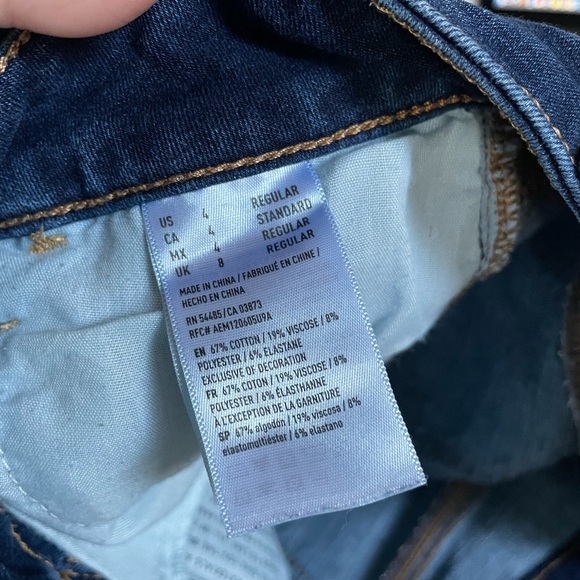 US 4 REGULAR
CA 4 STANDARD
MX 4 REGULAR
UK 8 REGULAR
MADE IN CHINA / FABRIQUÉ EN CHINE /
HECHO EN CHINA
RN 54485/CA 03873
RFC# AEM120605U9A
EN 67% COTTON / 19% VISCOSE / 8%
POLYESTER / 6% ELASTANE
EXCLUSIVE OF DECORATION
FR 67% COTON / 19% VISCOSE / 8%
POLYESTER / 6% ÉLASTHANNE
À L'EXCEPTION DE LA GARNITURE
SP 67% algodón / 19% viscosa / 8%
elastomultiéster / 6% elastano